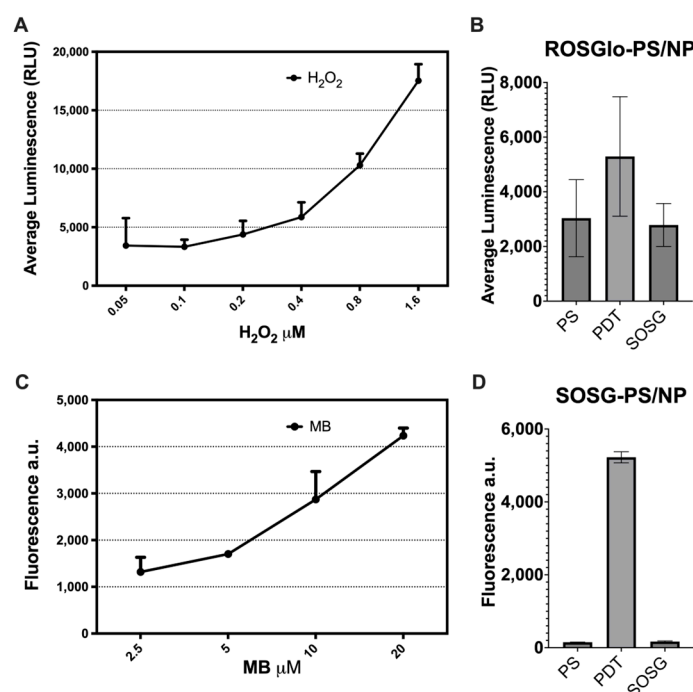 A
20,000
15,000
10,000
5,000
0
Average Luminescence (RLU)
H₂O₂
0.05
0.1
0.2
0.4
0.8
1.6
H₂O₂ μM
B
ROSGlo-PS/NP
8,000
6,000
4,000
2,000
0
Average Luminescence (RLU)
PS
PDT
SOSG
C
5,000
4,000
3,000
2,000
1,000
0
Fluorescence a.u.
MB
2.5
5
10
20
MB μM
D
SOSG-PS/NP
6,000
4,000
2,000
0
Fluorescence a.u.
PS
PDT
SOSG